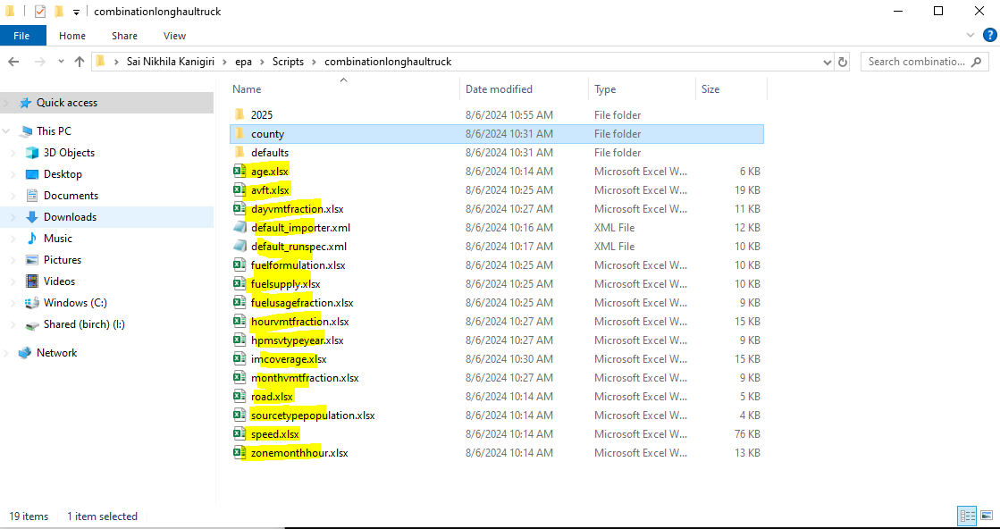 combinationlonghaultruck
File Home Share View
Sai Nikhila Kanigiri epa Scripts combinationlonghaultruck Search combinatio...
Name Date modified Type Size
Quick access
This PC
3D Objects
Desktop
Documents
Downloads
Music
Pictures
Videos
Windows (C:)
Shared (birch) (I:)
Network
2025 8/6/2024 10:55 AM File folder
county 8/6/2024 10:31 AM File folder
defaults 8/6/2024 10:31 AM File folder
age.xlsx 8/6/2024 10:14 AM Microsoft Excel W... 6 KB
avft.xlsx 8/6/2024 10:25 AM Microsoft Excel W... 19 KB
dayvmtfraction.xlsx 8/6/2024 10:27 AM Microsoft Excel W... 11 KB
default_importer.xml 8/6/2024 10:16 AM XML File 12 KB
default_runspec.xml 8/6/2024 10:17 AM XML File 10 KB
fuelformulation.xlsx 8/6/2024 10:25 AM Microsoft Excel W... 10 KB
fuelsupply.xlsx 8/6/2024 10:25 AM Microsoft Excel W... 10 KB
fuelusagefraction.xlsx 8/6/2024 10:25 AM Microsoft Excel W... 9 KB
hourvmtfraction.xlsx 8/6/2024 10:27 AM Microsoft Excel W... 15 KB
hpmsvtypeyear.xlsx 8/6/2024 10:27 AM Microsoft Excel W... 9 KB
imcoverage.xlsx 8/6/2024 10:30 AM Microsoft Excel W... 15 KB
monthvmtfraction.xlsx 8/6/2024 10:27 AM Microsoft Excel W... 9 KB
road.xlsx 8/6/2024 10:14 AM Microsoft Excel W... 5 KB
sourcetypepopulation.xlsx 8/6/2024 10:14 AM Microsoft Excel W... 4 KB
speed.xlsx 8/6/2024 10:14 AM Microsoft Excel W... 76 KB
zonemonthhour.xlsx 8/6/2024 10:14 AM Microsoft Excel W... 13 KB
19 items 1 item selected